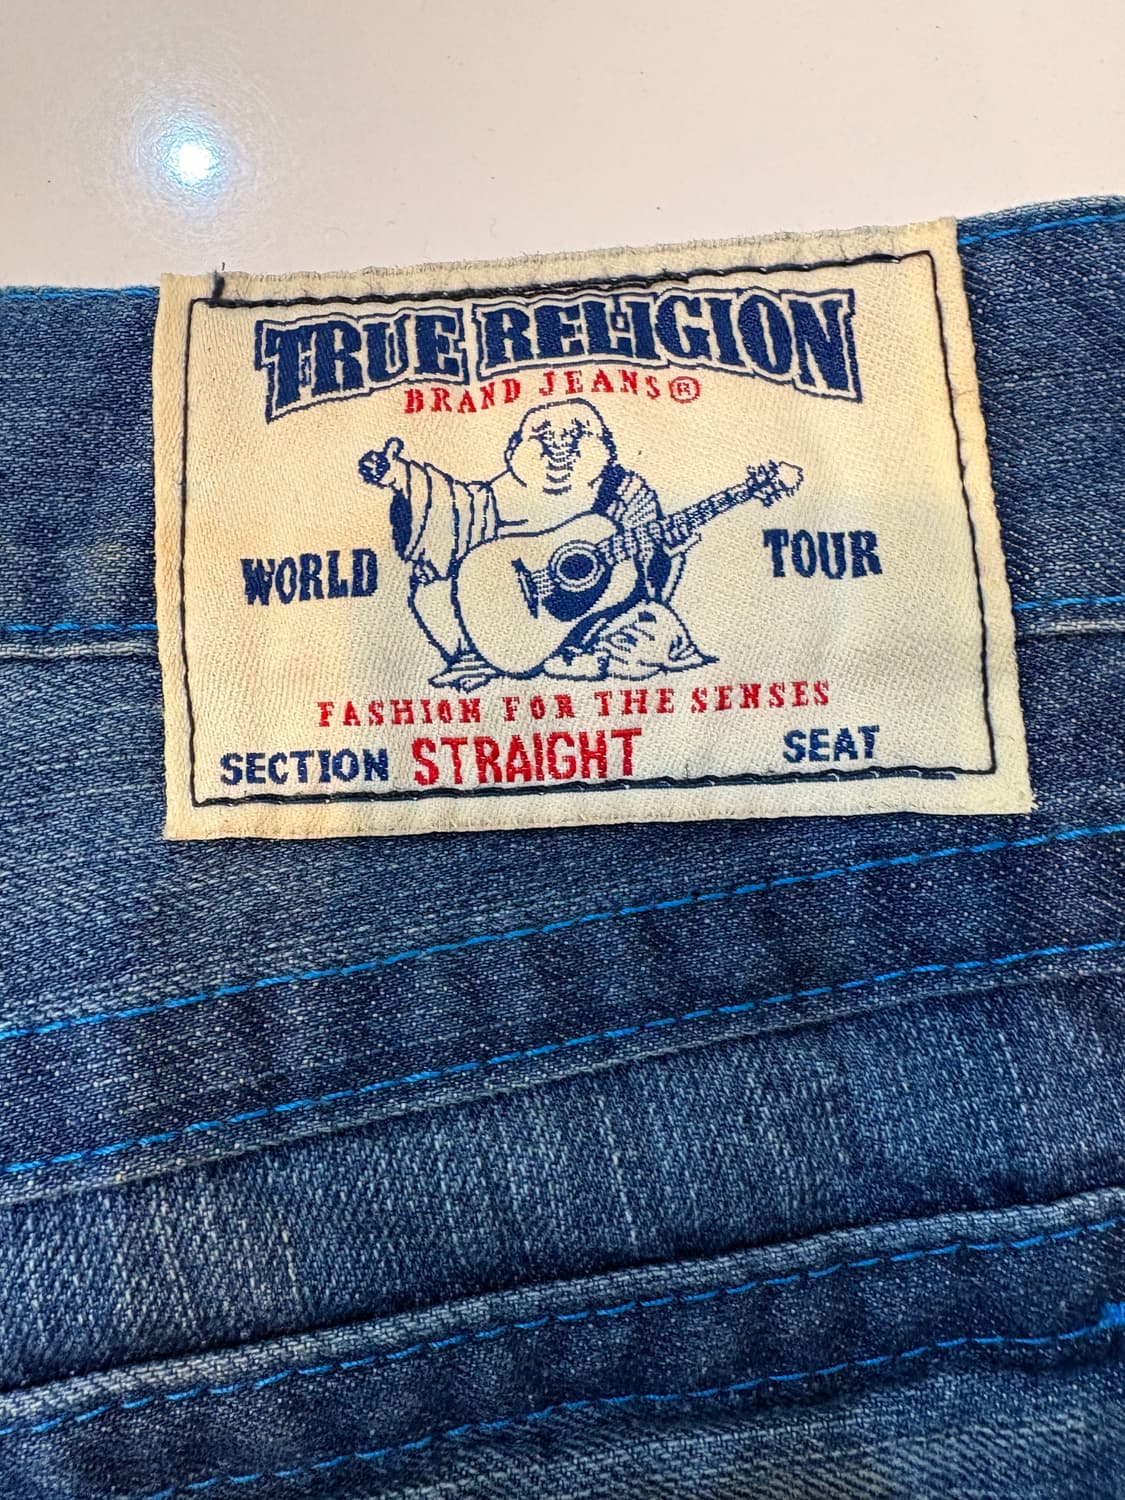 TRUE RELIGION
BRAND JEANS®
WORLD TOUR
FASHION FOR THE SENSES
SECTION STRAIGHT SEAT